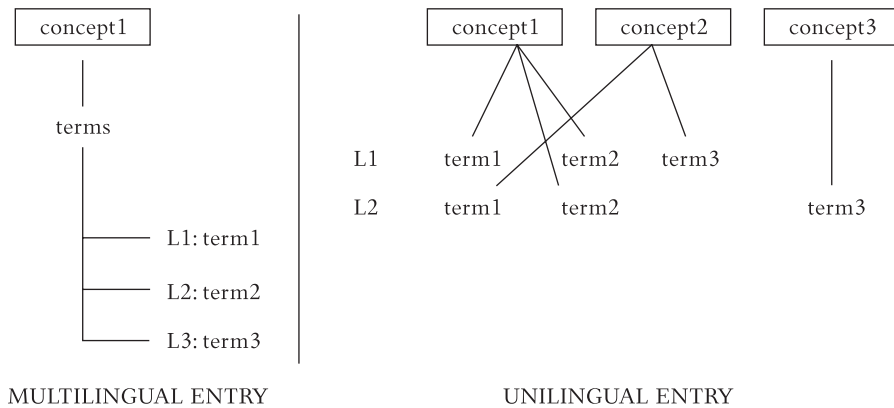 concept1
terms
L1: term1
L2: term2
L3: term3
MULTILINGUAL ENTRY
concept1 concept2 concept3
L1 term1 term2 term3
L2 term1 term2 term3
UNILINGUAL ENTRY